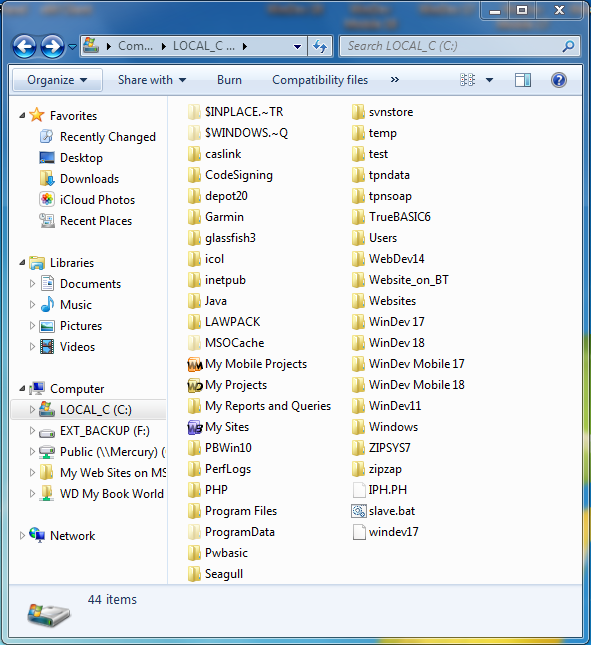 Com...
LOCAL_C ...
Search LOCAL_C (C:)
Organize
Share with
Burn
Compatibility files
»
Favorites
Recently Changed
Desktop
Downloads
iCloud Photos
Recent Places
Libraries
Documents
Music
Pictures
Videos
Computer
LOCAL_C (C:)
EXT_BACKUP (F:)
Public (\\Mercury) (
My Web Sites on MS
WD My Book World
Network
$INPLACE.~TR
$WINDOWS.~Q
caslink
CodeSigning
depot20
Garmin
glassfish3
icol
inetpub
Java
LAWPACK
MSOCache
My Mobile Projects
My Projects
My Reports and Queries
My Sites
PBWin10
PerfLogs
PHP
Program Files
ProgramData
Pwbasic
Seagull
svnstore
temp
test
tpndata
tpnsoap
TrueBASIC6
Users
WebDev14
Website_on_BT
Websites
WinDev 17
WinDev 18
WinDev Mobile 17
WinDev Mobile 18
WinDev11
Windows
ZIPSYS7
zipzap
IPH.PH
slave.bat
windev17
44 items